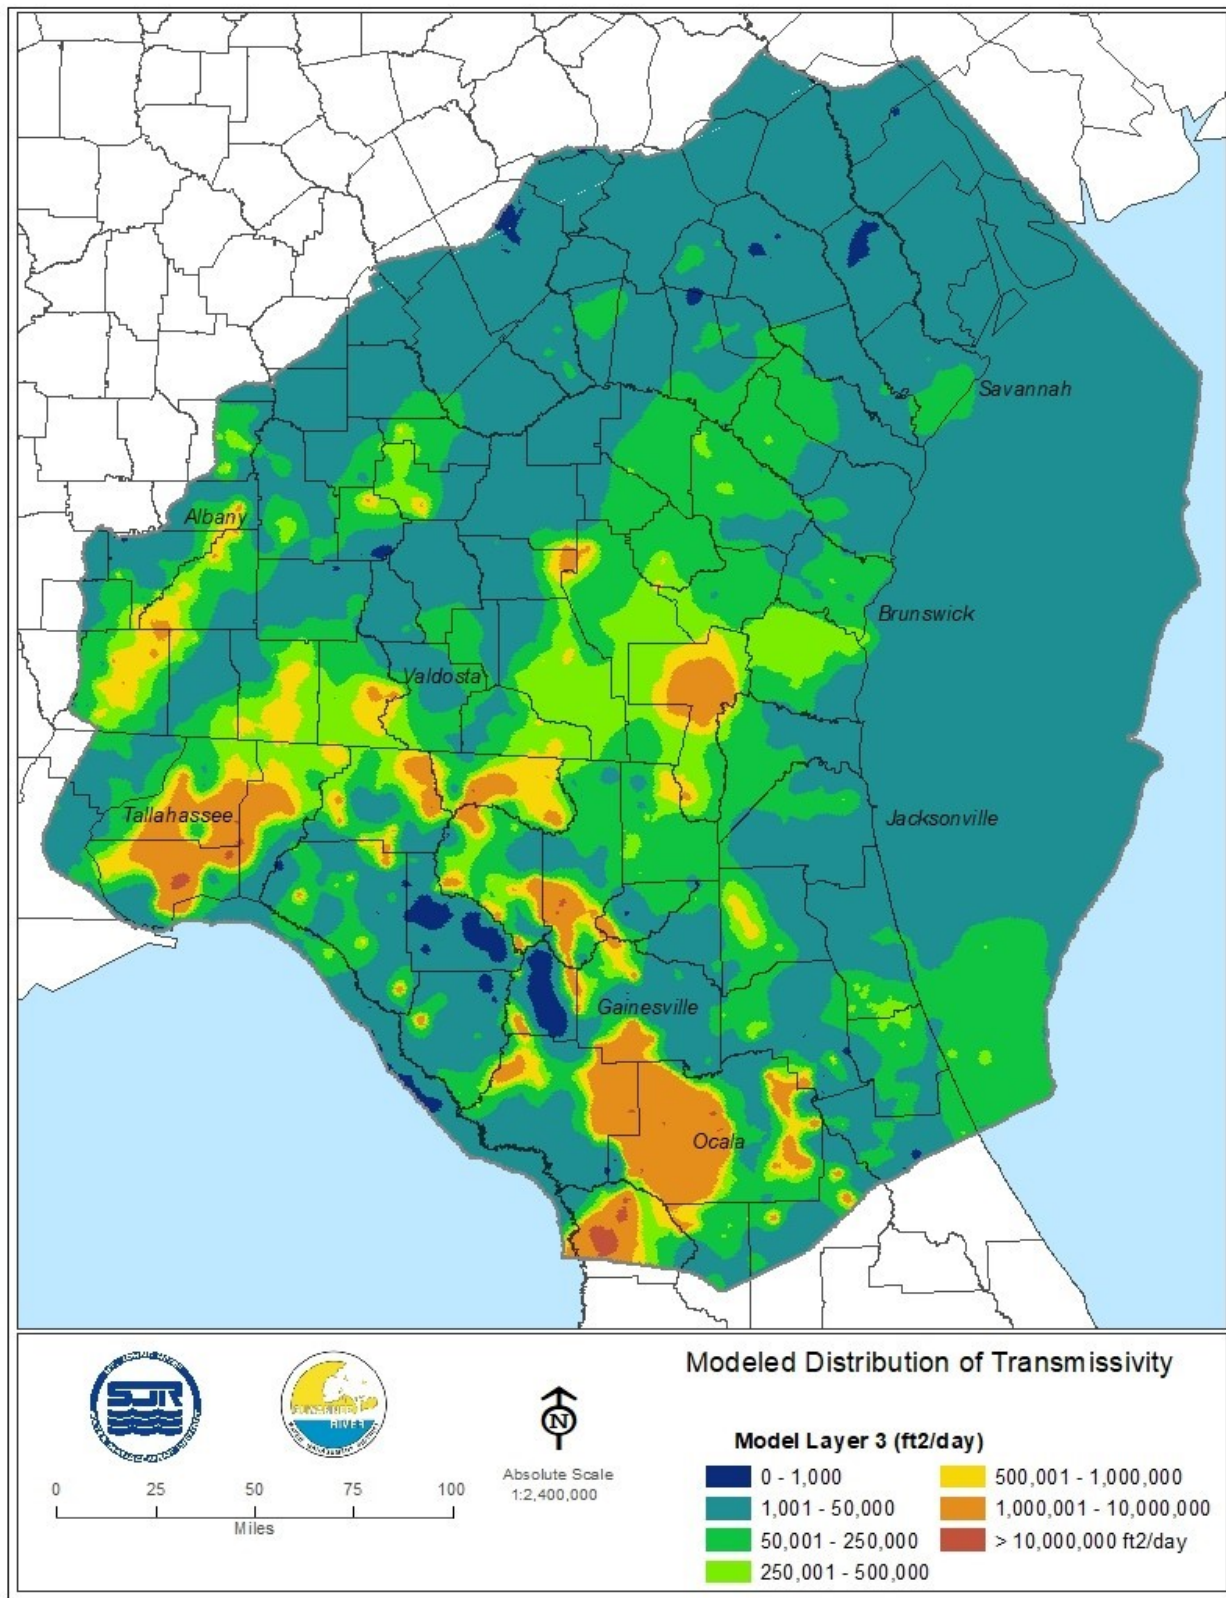 Savannah
Albany
Brunswick
Valdosta
Tallahassee
Jacksonville
Gainesville
Ocala
SJR
RIVER
N
Absolute Scale
1:2,400,000
0 25 50 75 100
Miles
Modeled Distribution of Transmissivity
Model Layer 3 (ft2/day)
0 - 1,000
1,001 - 50,000
50,001 - 250,000
250,001 - 500,000
500,001 - 1,000,000
1,000,001 - 10,000,000
> 10,000,000 ft2/day